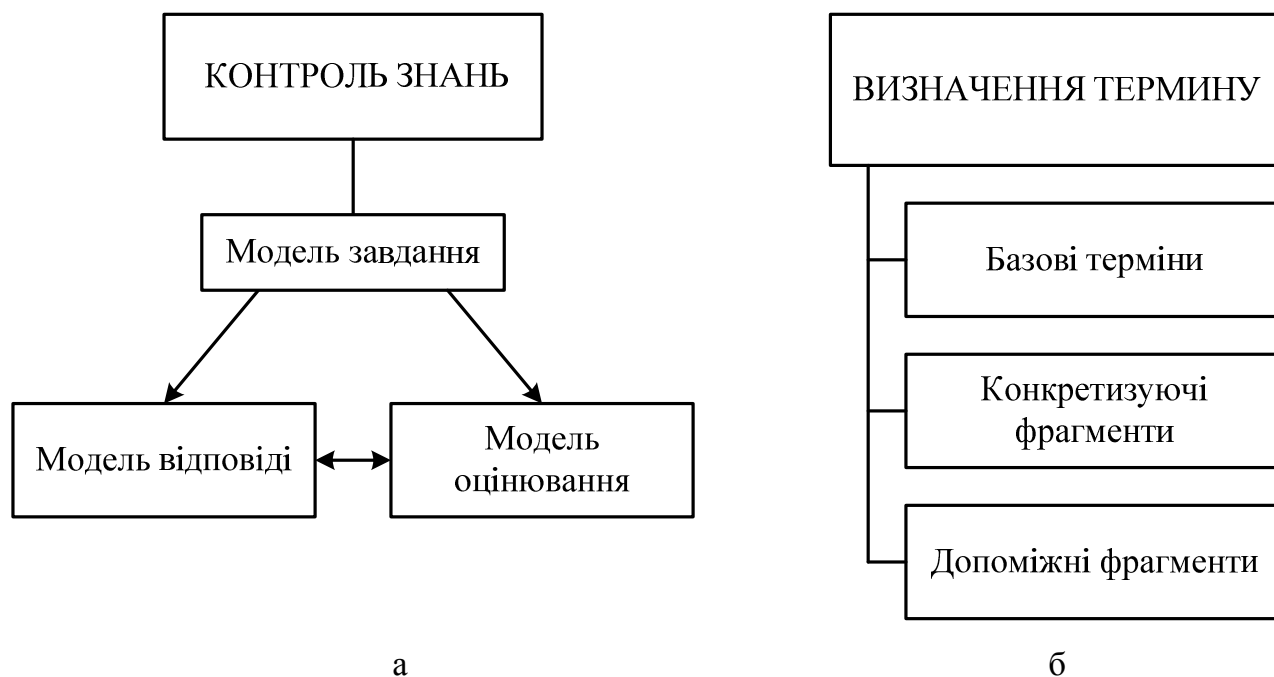 КОНТРОЛЬ ЗНАНЬ
Модель завдання
Модель відповіді
Модель
оцінювання
а
ВИЗНАЧЕННЯ ТЕРМИНУ
Базові терміни
Конкретизуючі
фрагменти
Допоміжні фрагменти
б